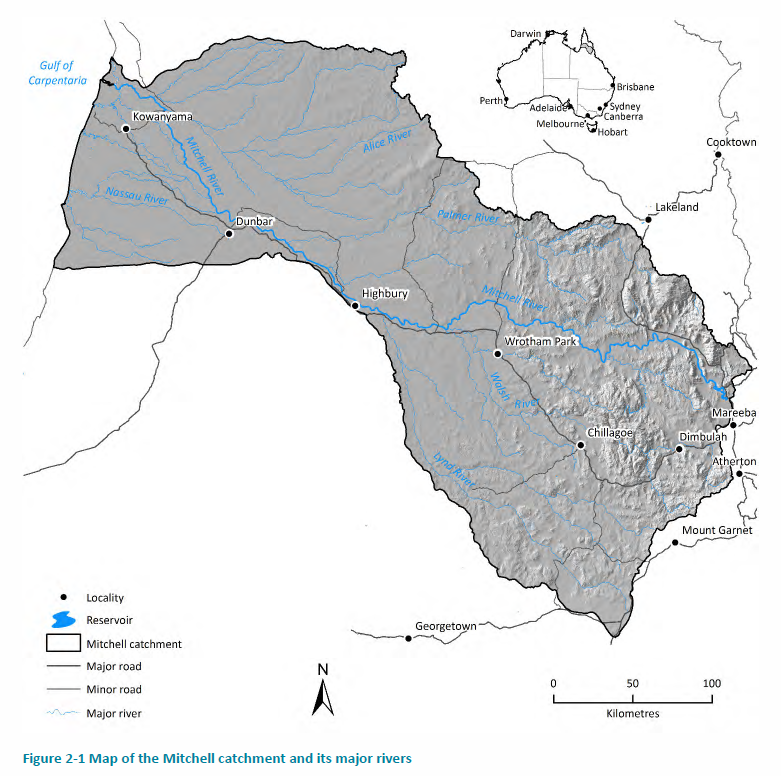 Gulf of
Carpentaria
Darwin
Perth
Adelaide
Brisbane
Sydney
Canberra
Melbourne
Hobart
Kowanyama
Mitchell River
Alice River
Cooktown
Nassau River
Lakeland
Dunbar
Palmer River
Highbury
Mitchell River
Wrotham Park
Walsh River
Mareeba
Chillagoe
Dimbulah
Lynd River
Atherton
Mount Garnet
Georgetown
Locality
Reservoir
Mitchell catchment
Major road
Minor road
Major river
N
0 50 100
Kilometres
Figure 2-1 Map of the Mitchell catchment and its major rivers